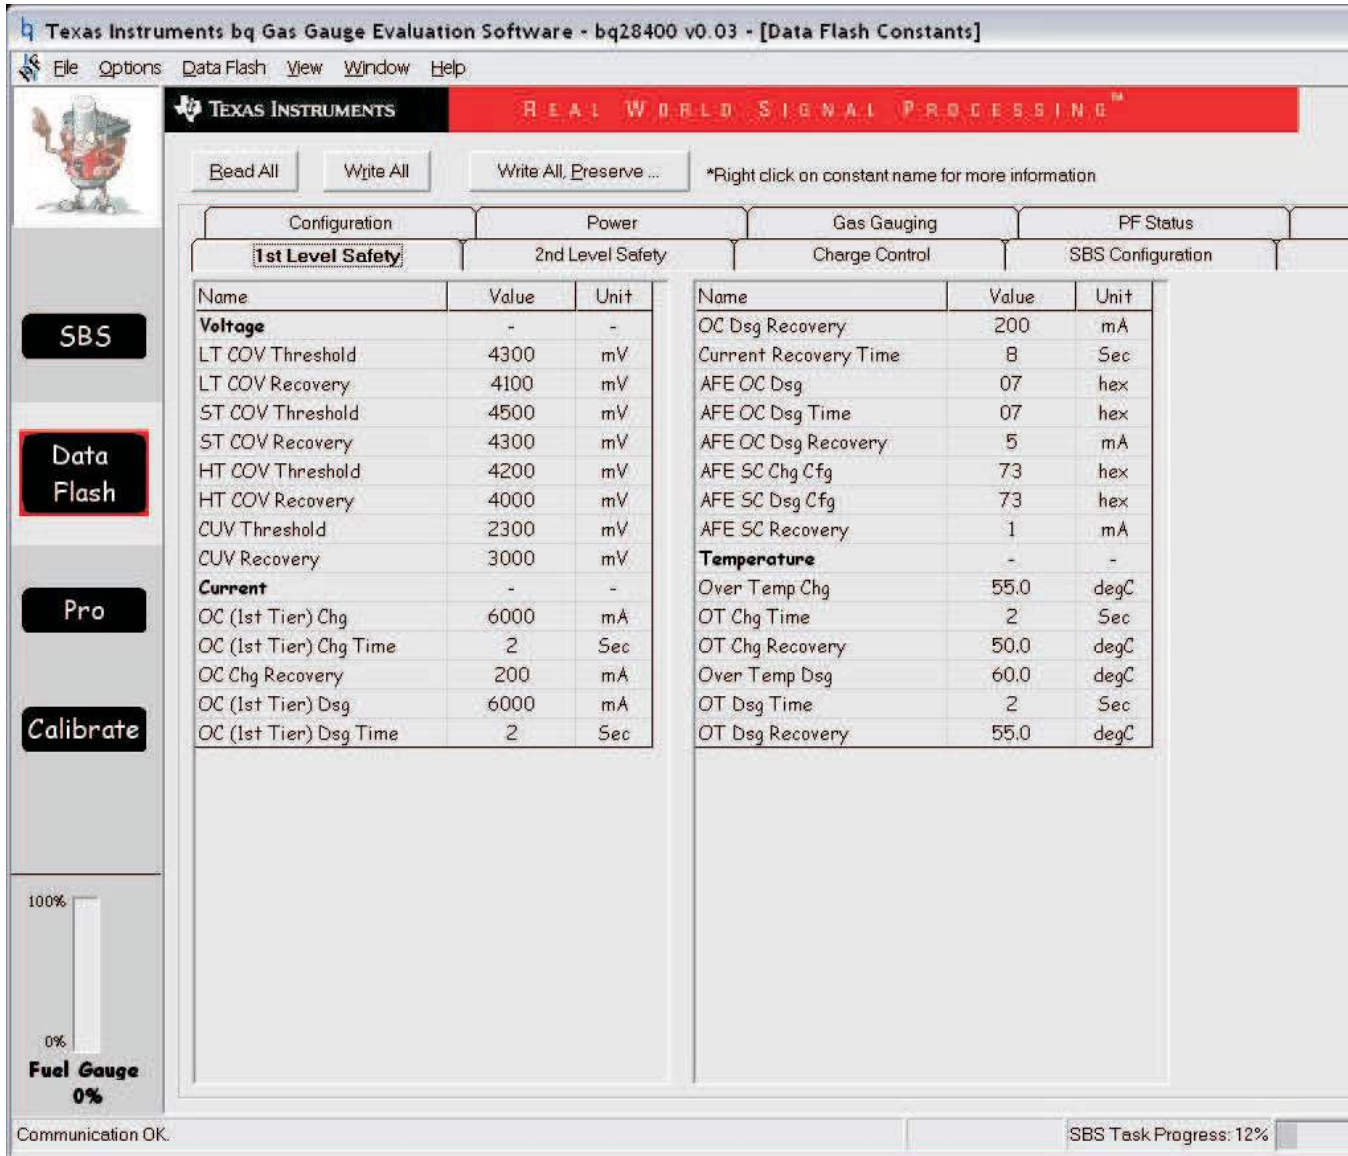 Texas Instruments bq Gas Gauge Evaluation Software - bq28400 v0.03 - [Data Flash Constants]
File Options Data Flash View Window Help
TEXAS INSTRUMENTS REAL WORLD SIGNAL PROCESSING™
Read All Write All Write All, Preserve ... *Right click on constant name for more information
Configuration Power Gas Gauging PF Status
1st Level Safety 2nd Level Safety Charge Control SBS Configuration
Name Value Unit Name Value Unit
Voltage - - OC Dsg Recovery 200 mA
LT COV Threshold 4300 mV Current Recovery Time 8 Sec
LT COV Recovery 4100 mV AFE OC Dsg 07 hex
ST COV Threshold 4500 mV AFE OC Dsg Time 07 hex
ST COV Recovery 4300 mV AFE OC Dsg Recovery 5 mA
HT COV Threshold 4200 mV AFE SC Chg Cfg 73 hex
HT COV Recovery 4000 mV AFE SC Dsg Cfg 73 hex
CUV Threshold 2300 mV AFE SC Recovery 1 mA
CUV Recovery 3000 mV Temperature - -
Current - - Over Temp Chg 55.0 degC
OC (1st Tier) Chg 6000 mA OT Chg Time 2 Sec
OC (1st Tier) Chg Time 2 Sec OT Chg Recovery 50.0 degC
OC Chg Recovery 200 mA Over Temp Dsg 60.0 degC
OC (1st Tier) Dsg 6000 mA OT Dsg Time 2 Sec
OC (1st Tier) Dsg Time 2 Sec OT Dsg Recovery 55.0 degC
SBS
Data
Flash
Pro
Calibrate
100%
0%
Fuel Gauge
0%
Communication OK. SBS Task Progress: 12%